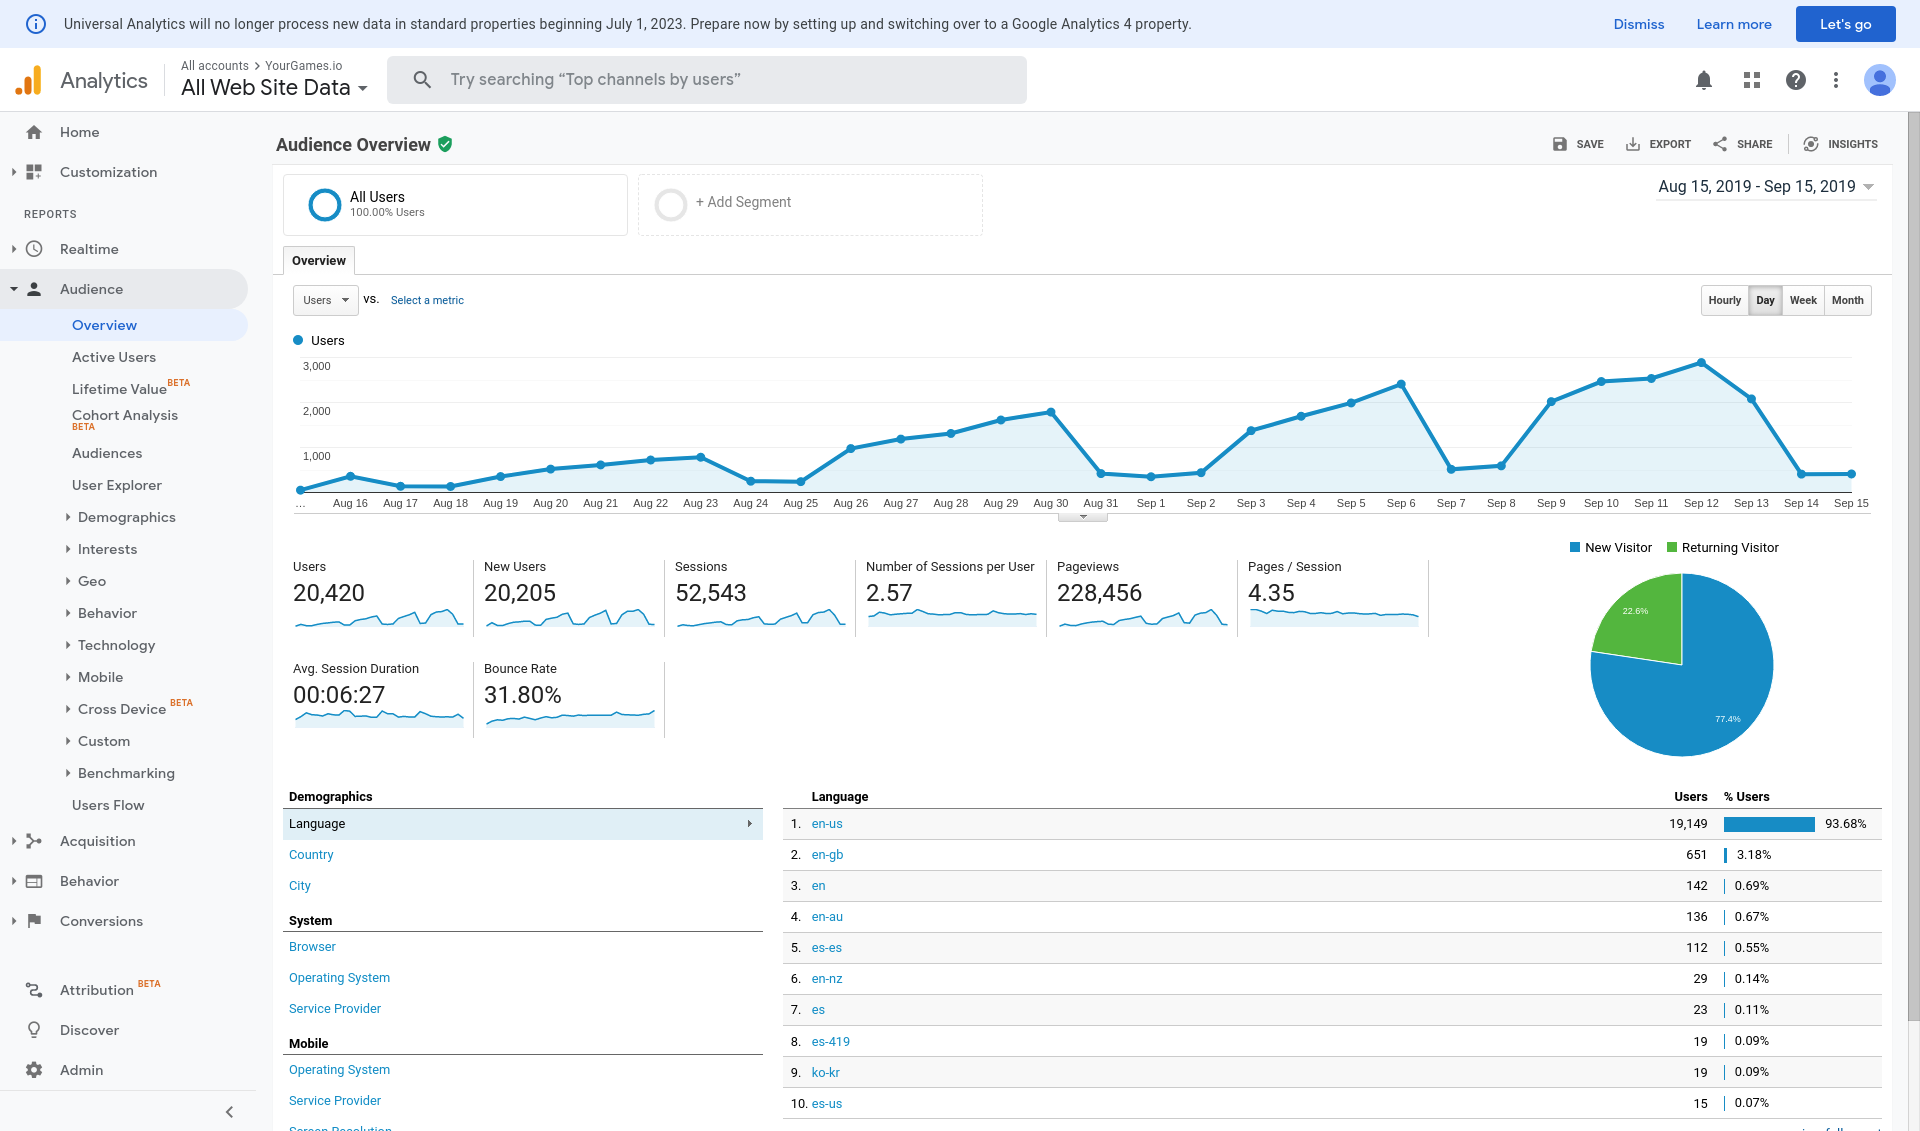 Universal Analytics will no longer process new data in standard properties beginning July 1, 2023. Prepare now by setting up and switching over to a Google Analytics 4 property.
Dismiss
Learn more
Let's go
Analytics
All accounts > YourGames.io
All Web Site Data
Try searching “Top channels by users”
Home
Customization
REPORTS
Realtime
Audience
Overview
Active Users
Lifetime Value BETA
Cohort Analysis
BETA
Audiences
User Explorer
Demographics
Interests
Geo
Behavior
Technology
Mobile
Cross Device BETA
Custom
Benchmarking
Users Flow
Acquisition
Behavior
Conversions
Attribution BETA
Discover
Admin
Audience Overview
SAVE
EXPORT
SHARE
INSIGHTS
All Users
100.00% Users
+ Add Segment
Aug 15, 2019 - Sep 15, 2019
Overview
Users
VS.
Select a metric
Hourly
Day
Week
Month
Users
3,000
2,000
1,000
... Aug 16 Aug 17 Aug 18 Aug 19 Aug 20 Aug 21 Aug 22 Aug 23 Aug 24 Aug 25 Aug 26 Aug 27 Aug 28 Aug 29 Aug 30 Aug 31 Sep 1 Sep 2 Sep 3 Sep 4 Sep 5 Sep 6 Sep 7 Sep 8 Sep 9 Sep 10 Sep 11 Sep 12 Sep 13 Sep 14 Sep 15
Users
20,420
New Users
20,205
Sessions
52,543
Number of Sessions per User
2.57
Pageviews
228,456
Pages / Session
4.35
Avg. Session Duration
00:06:27
Bounce Rate
31.80%
New Visitor
Returning Visitor
22.6%
77.4%
Demographics
Language
Country
City
System
Browser
Operating System
Service Provider
Mobile
Operating System
Service Provider
Language Users % Users
1. en-us 19,149 93.68%
2. en-gb 651 3.18%
3. en 142 0.69%
4. en-au 136 0.67%
5. es-es 112 0.55%
6. en-nz 29 0.14%
7. es 23 0.11%
8. es-419 19 0.09%
9. ko-kr 19 0.09%
10. es-us 15 0.07%